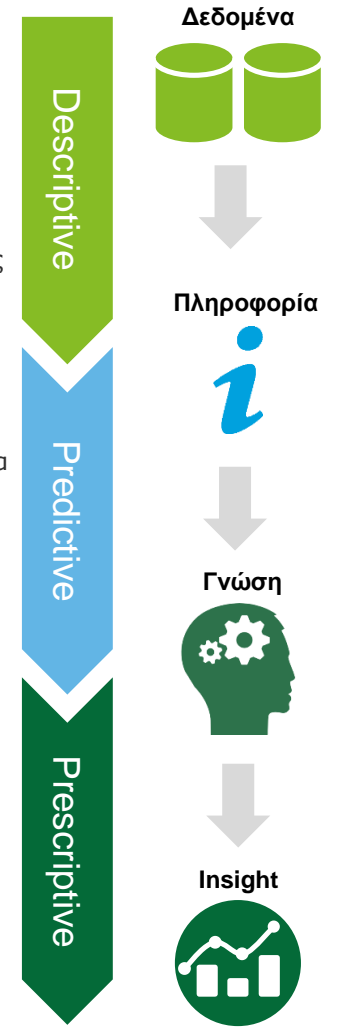 Δεδομένα
Descriptive
ς
Πληροφορία
Predictive
α
Γνώση
Prescriptive
Insight